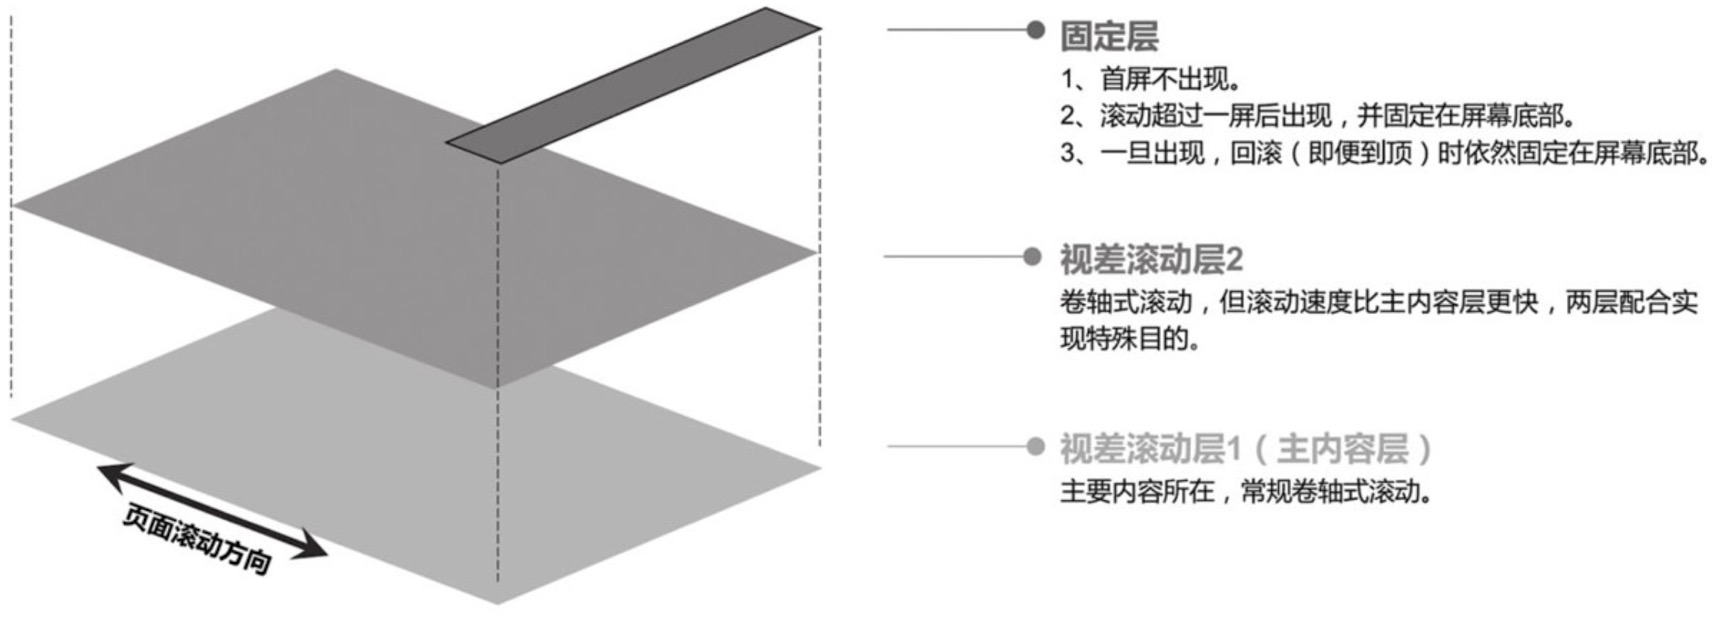 固定层
1、首屏不出现。
2、滚动超过一屏后出现，并固定在屏幕底部。
3、一旦出现，回滚（即便到顶）时依然固定在屏幕底部。
视差滚动层2
卷轴式滚动，但滚动速度比主内容层更快，两层配合实
现特殊目的。
视差滚动层1（主内容层）
主要内容所在，常规卷轴式滚动。
页面滚动方向